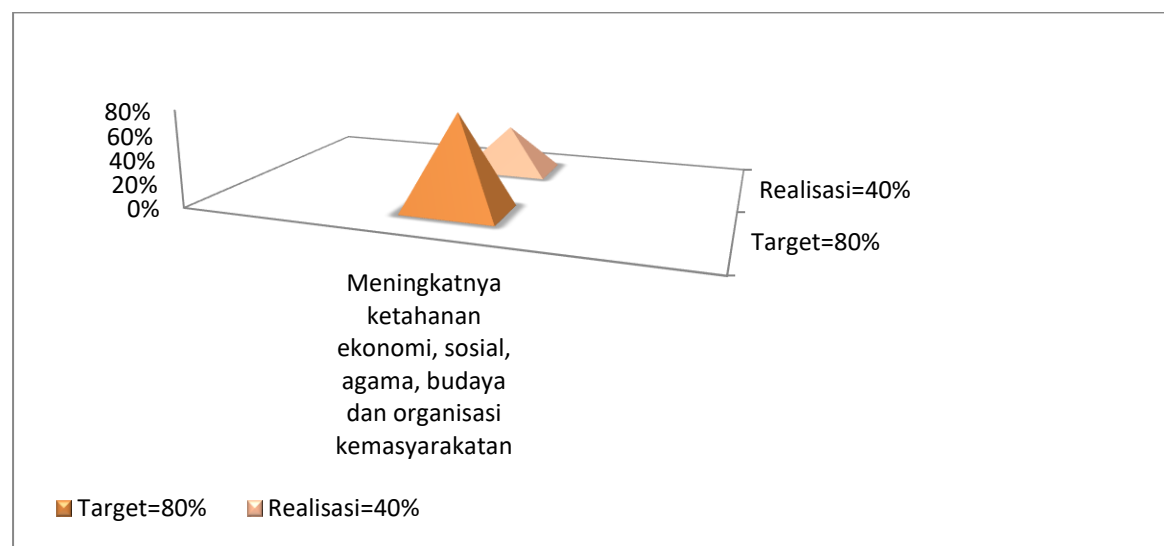 80%
60%
40%
20%
0%
Realisasi=40%
Target=80%
Meningkatnya
ketahanan
ekonomi, sosial,
agama, budaya
dan organisasi
kemasyarakatan
Target=80%
Realisasi=40%